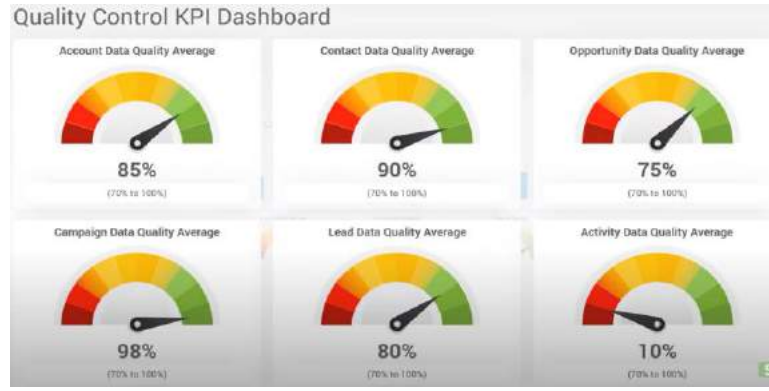 Quality Control KPI Dashboard
Account Data Quality Average
Contact Data Quality Average
Opportunity Data Quality Average
85%
90%
75%
(70% to 100%)
(70% to 100%)
(70% to 100%)
Campaign Data Quality Average
Lead Data Quality Average
Activity Data Quality Average
98%
80%
10%
(70% to 100%)
(70% to 100%)
(70% to 100%)